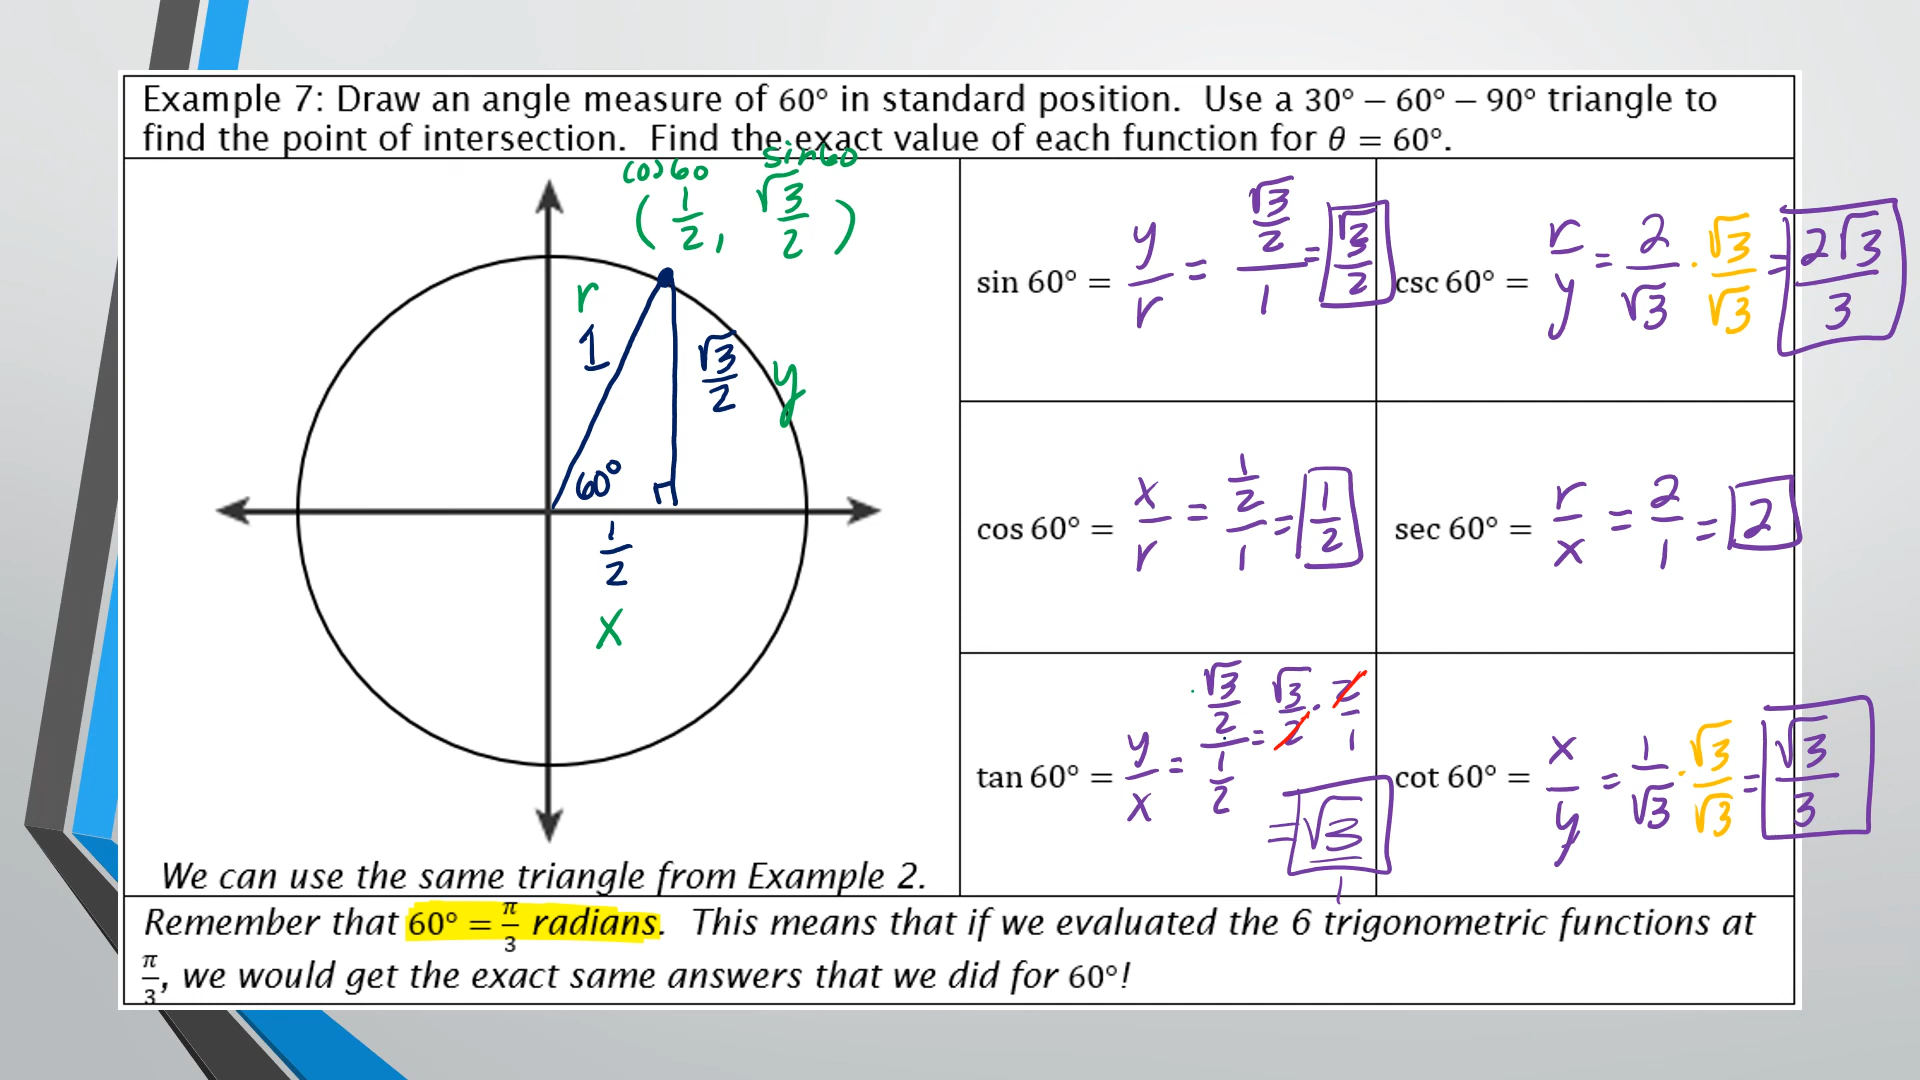 Example 7: Draw an angle measure of 60° in standard position. Use a 30° – 60° – 90° triangle to
find the point of intersection. Find the exact value of each function for θ = 60°.
cos 60 sin 60
(1/2, √3/2)
r
1
√3/2
y
60°
1/2
x
We can use the same triangle from Example 2.
sin 60° = y/r = (√3/2)/1 = √3/2
csc 60° = r/y = 2/√3 · √3/√3 = 2√3/3
cos 60° = x/r = (1/2)/1 = 1/2
sec 60° = r/x = 2/1 = 2
tan 60° = y/x = (√3/2)/(1/2) = √3/2 · 2/1
= √3/1
cot 60° = x/y = 1/√3 · √3/√3 = √3/3
Remember that 60° = π/3 radians. This means that if we evaluated the 6 trigonometric functions at
π/3, we would get the exact same answers that we did for 60°!